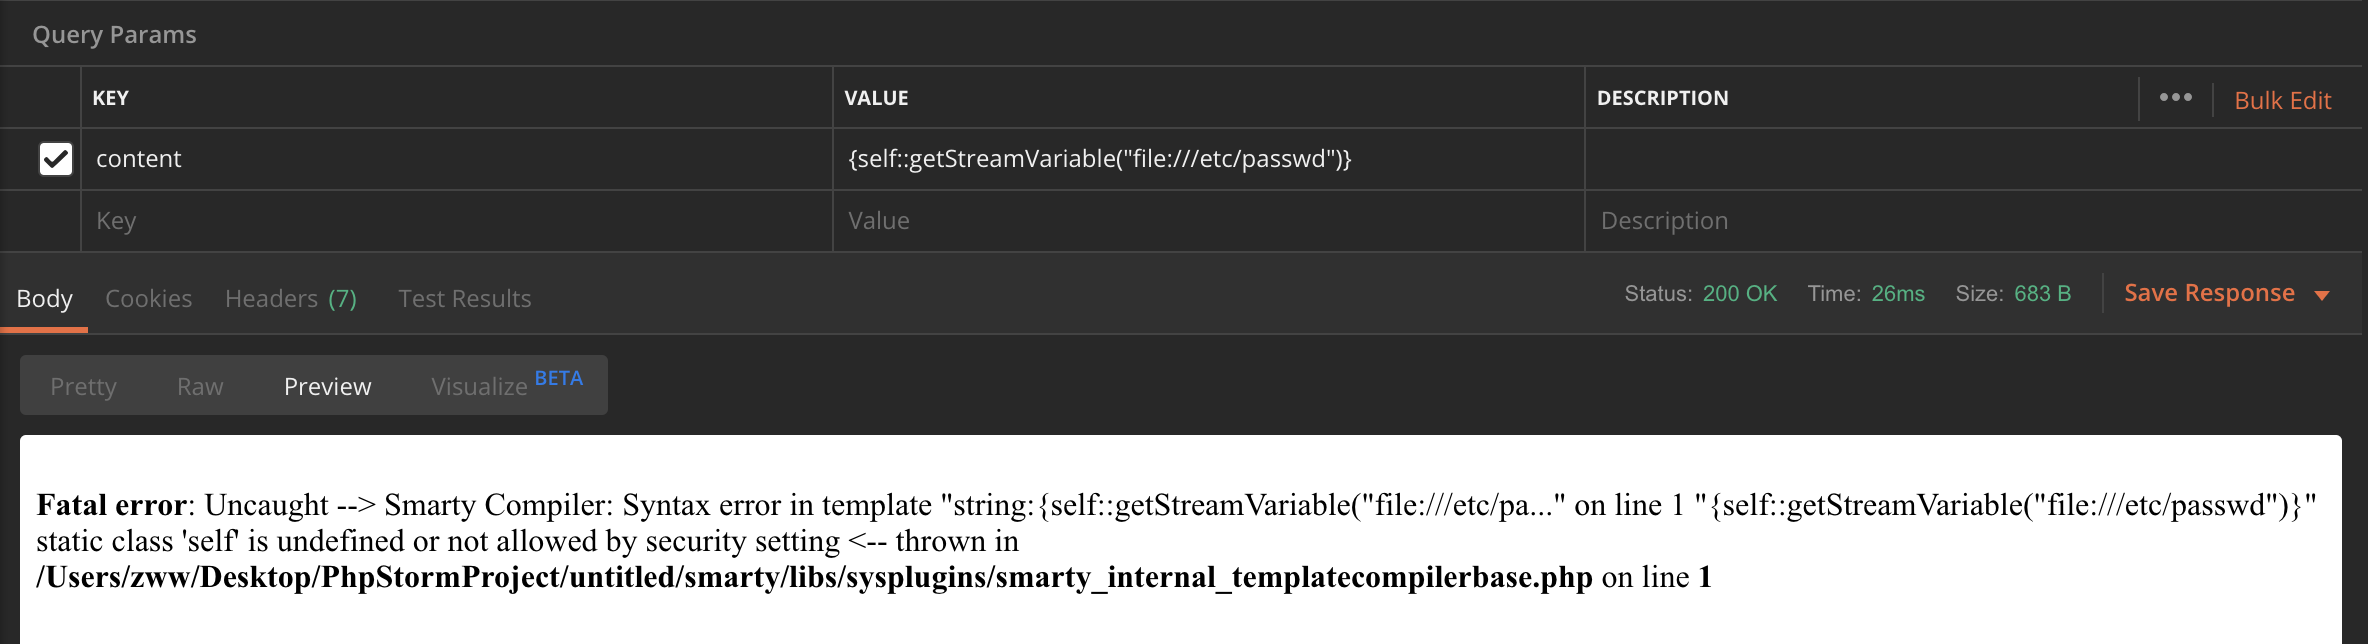 Query Params
KEY VALUE DESCRIPTION ••• Bulk Edit
content {self::getStreamVariable("file:///etc/passwd")}
Key Value Description
Body Cookies Headers (7) Test Results Status: 200 OK Time: 26ms Size: 683 B Save Response
Pretty Raw Preview Visualize BETA
Fatal error: Uncaught --> Smarty Compiler: Syntax error in template "string:{self::getStreamVariable("file:///etc/pa..." on line 1 "{self::getStreamVariable("file:///etc/passwd")}"
static class 'self' is undefined or not allowed by security setting <-- thrown in
/Users/zww/Desktop/PhpStormProject/untitled/smarty/libs/sysplugins/smarty_internal_templatecompilerbase.php on line 1